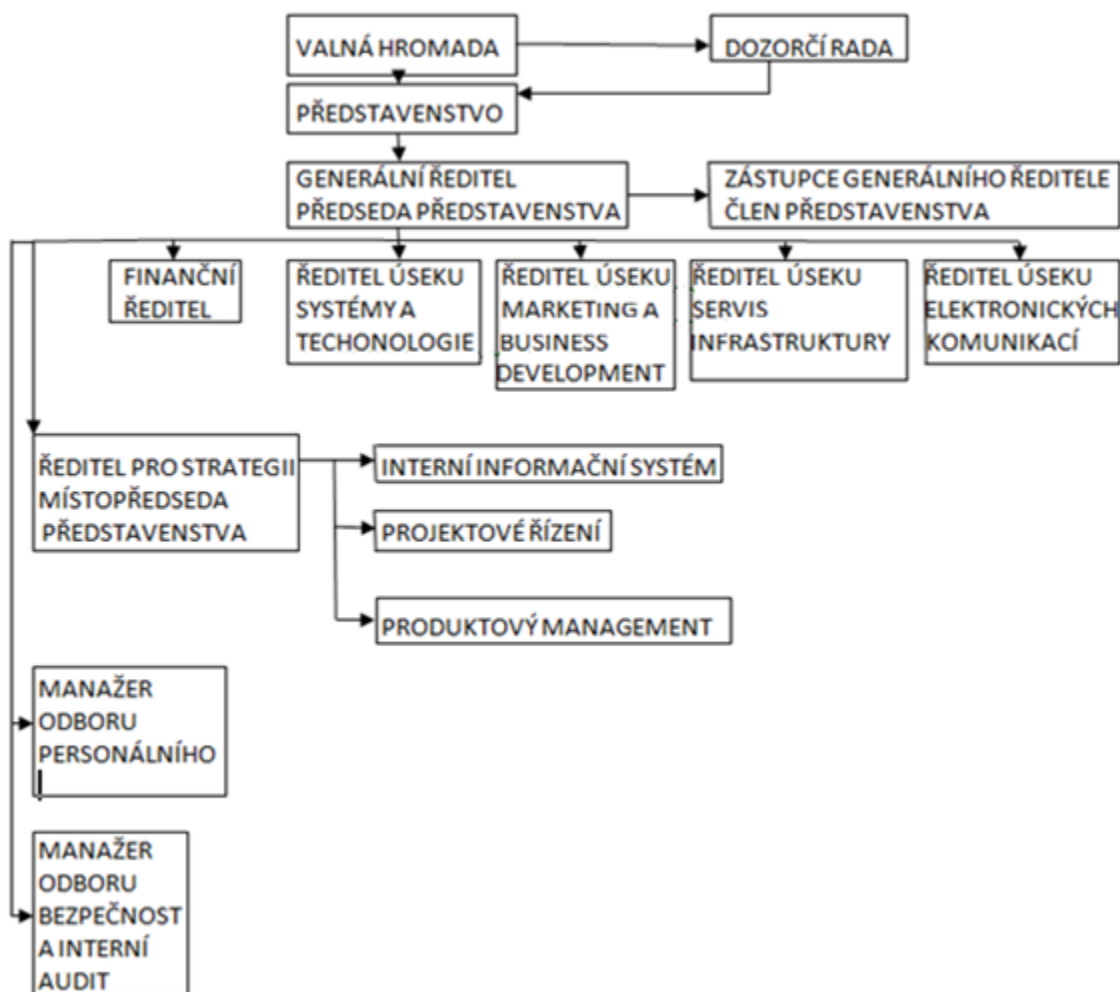 VALNÁ HROMADA
DOZORČÍ RADA
PŘEDSTAVENSTVO
GENERÁLNÍ ŘEDITEL
PŘEDSEDA PŘEDSTAVENSTVA
ZÁSTUPCE GENERÁLNÍHO ŘEDITELE
ČLEN PŘEDSTAVENSTVA
FINANČNÍ
ŘEDITEL
ŘEDITEL ÚSEKU
SYSTÉMY A
TECHONOLOGIE
ŘEDITEL ÚSEKU
MARKETING A
BUSINESS
DEVELOPMENT
ŘEDITEL ÚSEKU
SERVIS
INFRASTRUKTURY
ŘEDITEL ÚSEKU
ELEKTRONICKÝCH
KOMUNIKACÍ
ŘEDITEL PRO STRATEGII
MÍSTOPŘEDSEDA
PŘEDSTAVENSTVA
INTERNÍ INFORMAČNÍ SYSTÉM
PROJEKTOVÉ ŘÍZENÍ
PRODUKTOVÝ MANAGEMENT
MANAŽER
ODBORU
PERSONÁLNÍHO
MANAŽER
ODBORU
BEZPEČNOST
A INTERNÍ
AUDIT